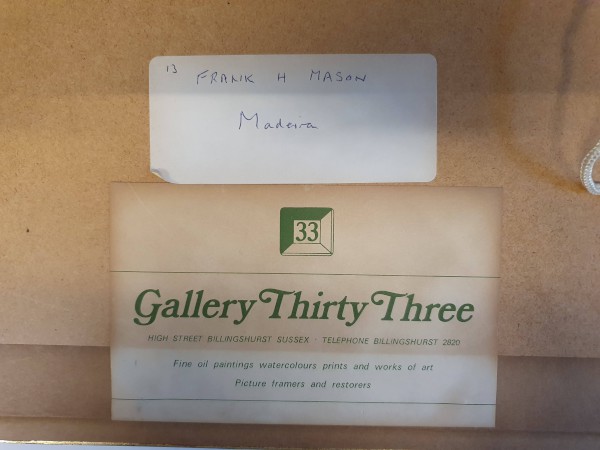 13 FRANK H MASON
Madeira
33
Gallery Thirty Three
HIGH STREET BILLINGSHURST SUSSEX · TELEPHONE BILLINGSHURST 2820
Fine oil paintings watercolours prints and works of art
Picture framers and restorers